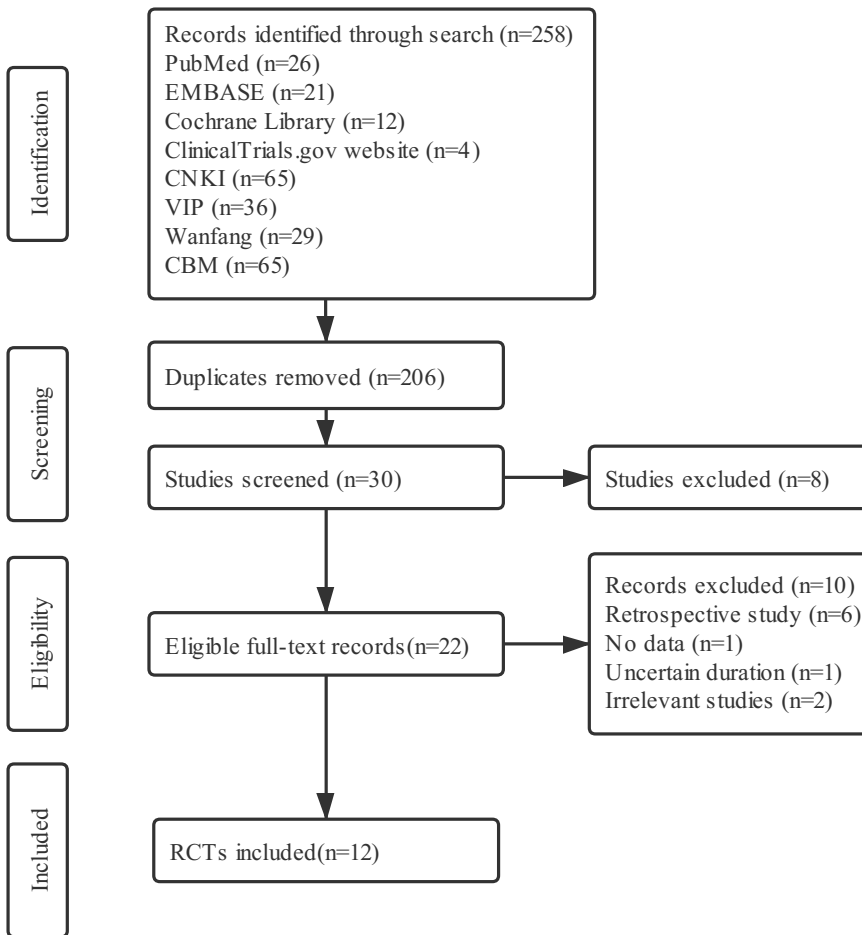 Identification
Records identified through search (n=258)
PubMed (n=26)
EMBASE (n=21)
Cochrane Library (n=12)
ClinicalTrials.gov website (n=4)
CNKI (n=65)
VIP (n=36)
Wanfang (n=29)
CBM (n=65)
Screening
Duplicates removed (n=206)
Studies screened (n=30)
Studies excluded (n=8)
Eligibility
Eligible full-text records(n=22)
Records excluded (n=10)
Retrospective study (n=6)
No data (n=1)
Uncertain duration (n=1)
Irrelevant studies (n=2)
Included
RCTs included(n=12)